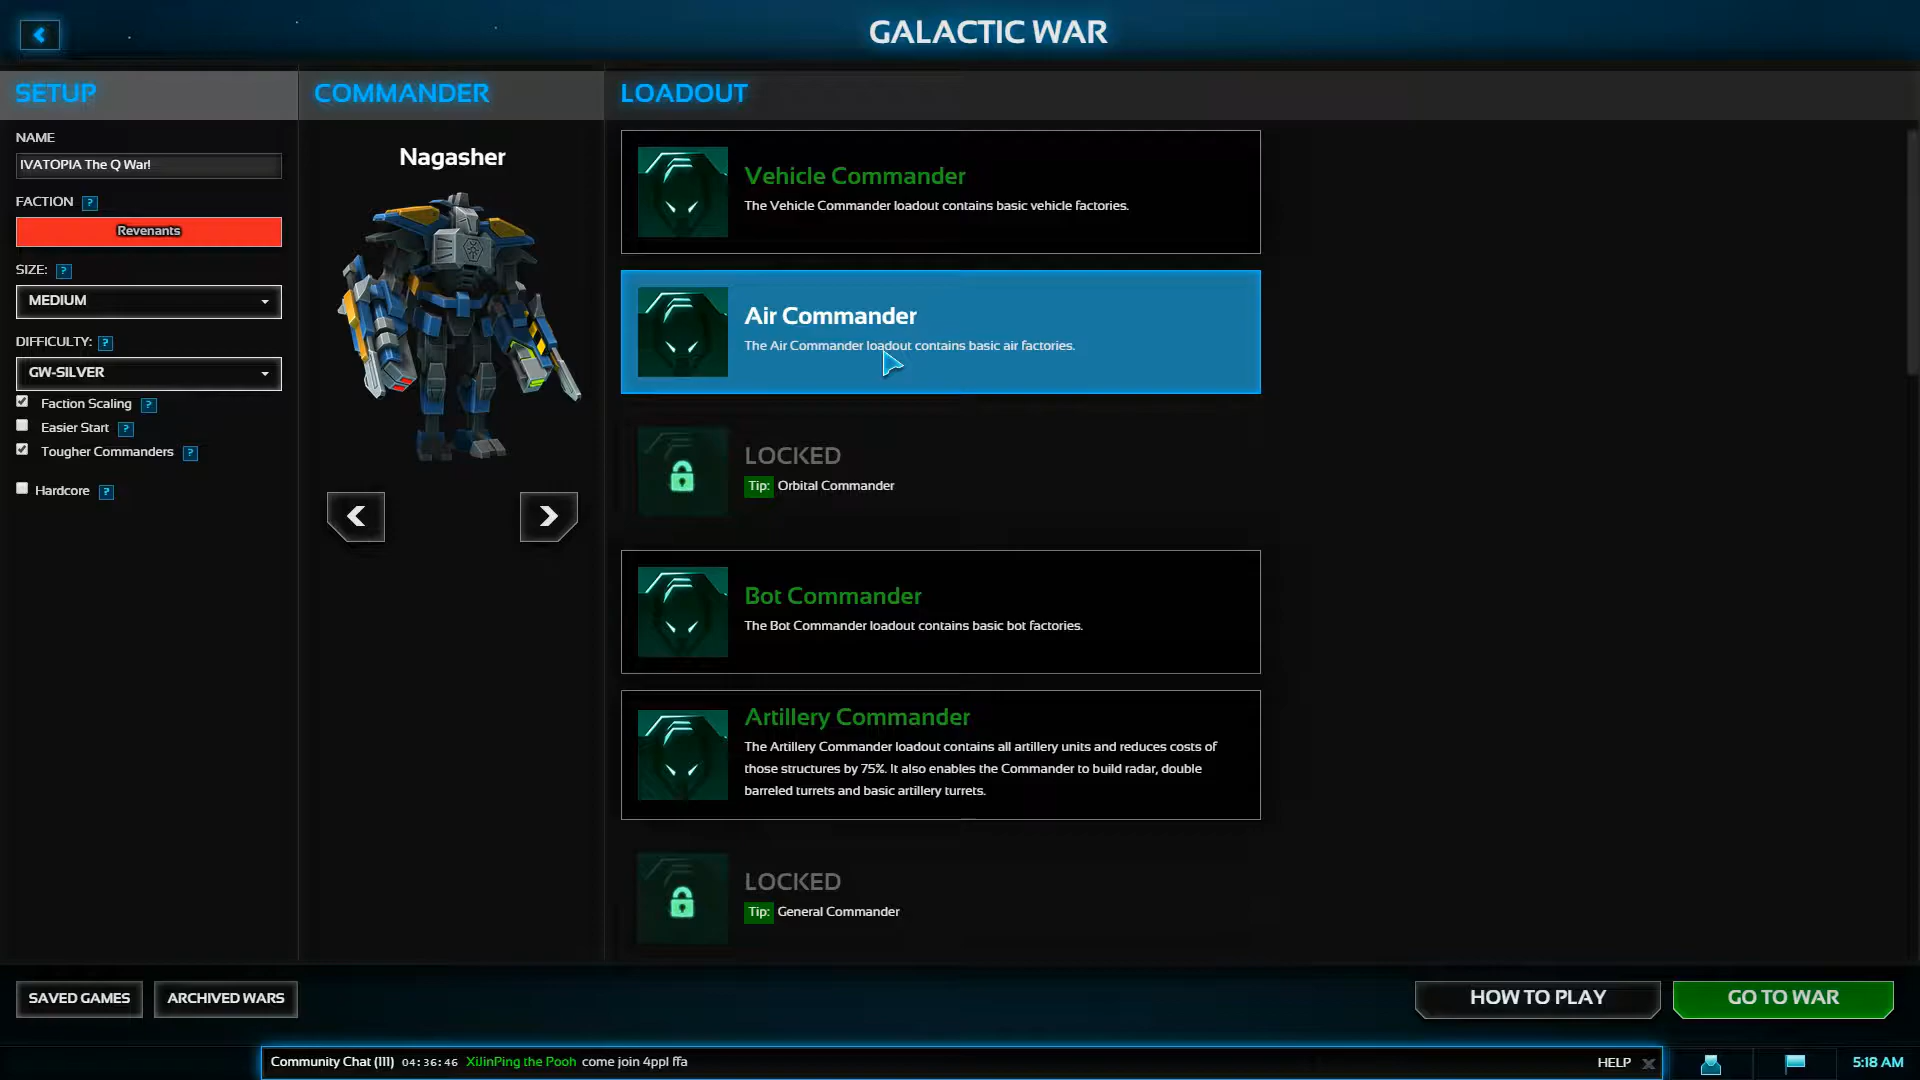 GALACTIC WAR
SETUP
COMMANDER
LOADOUT
NAME
IVATOPIA The Q War!
FACTION ?
Revenants
SIZE: ?
MEDIUM
DIFFICULTY: ?
GW-SILVER
Faction Scaling ?
Easier Start ?
Tougher Commanders ?
Hardcore ?
Nagasher
Vehicle Commander
The Vehicle Commander loadout contains basic vehicle factories.
Air Commander
The Air Commander loadout contains basic air factories.
LOCKED
Tip: Orbital Commander
Bot Commander
The Bot Commander loadout contains basic bot factories.
Artillery Commander
The Artillery Commander loadout contains all artillery units and reduces costs of
those structures by 75%. It also enables the Commander to build radar, double
barreled turrets and basic artillery turrets.
LOCKED
Tip: General Commander
SAVED GAMES
ARCHIVED WARS
HOW TO PLAY
GO TO WAR
Community Chat (111) 04:36:46 XiJinPing the Pooh come join 4ppl ffa
HELP
5:18 AM